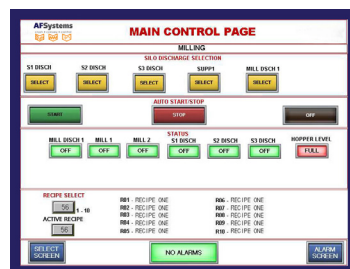 AFSystems
MAIN CONTROL PAGE
MILLING
SILO DISCHARGE SELECTION
S1 DISCH S2 DISCH S3 DISCH SUPP1 MILL DSCH 1
SELECT SELECT SELECT SELECT SELECT
AUTO START/STOP
START STOP OFF
STATUS
MILL DISCH 1 MILL 1 MILL 2 S1 DISCH S2 DISCH S3 DISCH HOPPER LEVEL
OFF OFF OFF OFF OFF OFF FULL
RECIPE SELECT
56 1 - 10
ACTIVE RECIPE
56
R01 - RECIPE ONE R06 - RECIPE ONE
R02 - RECIPE ONE R07 - RECIPE ONE
R03 - RECIPE ONE R08 - RECIPE ONE
R04 - RECIPE ONE R09 - RECIPE ONE
R05 - RECIPE ONE R10 - RECIPE ONE
SELECT SCREEN
NO ALARMS
ALARM SCREEN